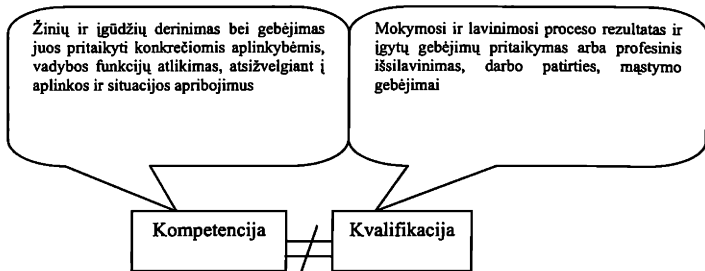 Žinių ir įgūdžių derinimas bei gebėjimas
juos pritaikyti konkrečiomis aplinkybėmis,
vadybos funkcijų atlikimas, atsižvelgiant į
aplinkos ir situacijos apribojimus
Mokymosi ir lavinimosi proceso rezultatas ir
įgytų gebėjimų pritaikymas arba profesinis
išsilavinimas, darbo patirties, mąstymo
gebėjimai
Kompetencija
Kvalifikacija